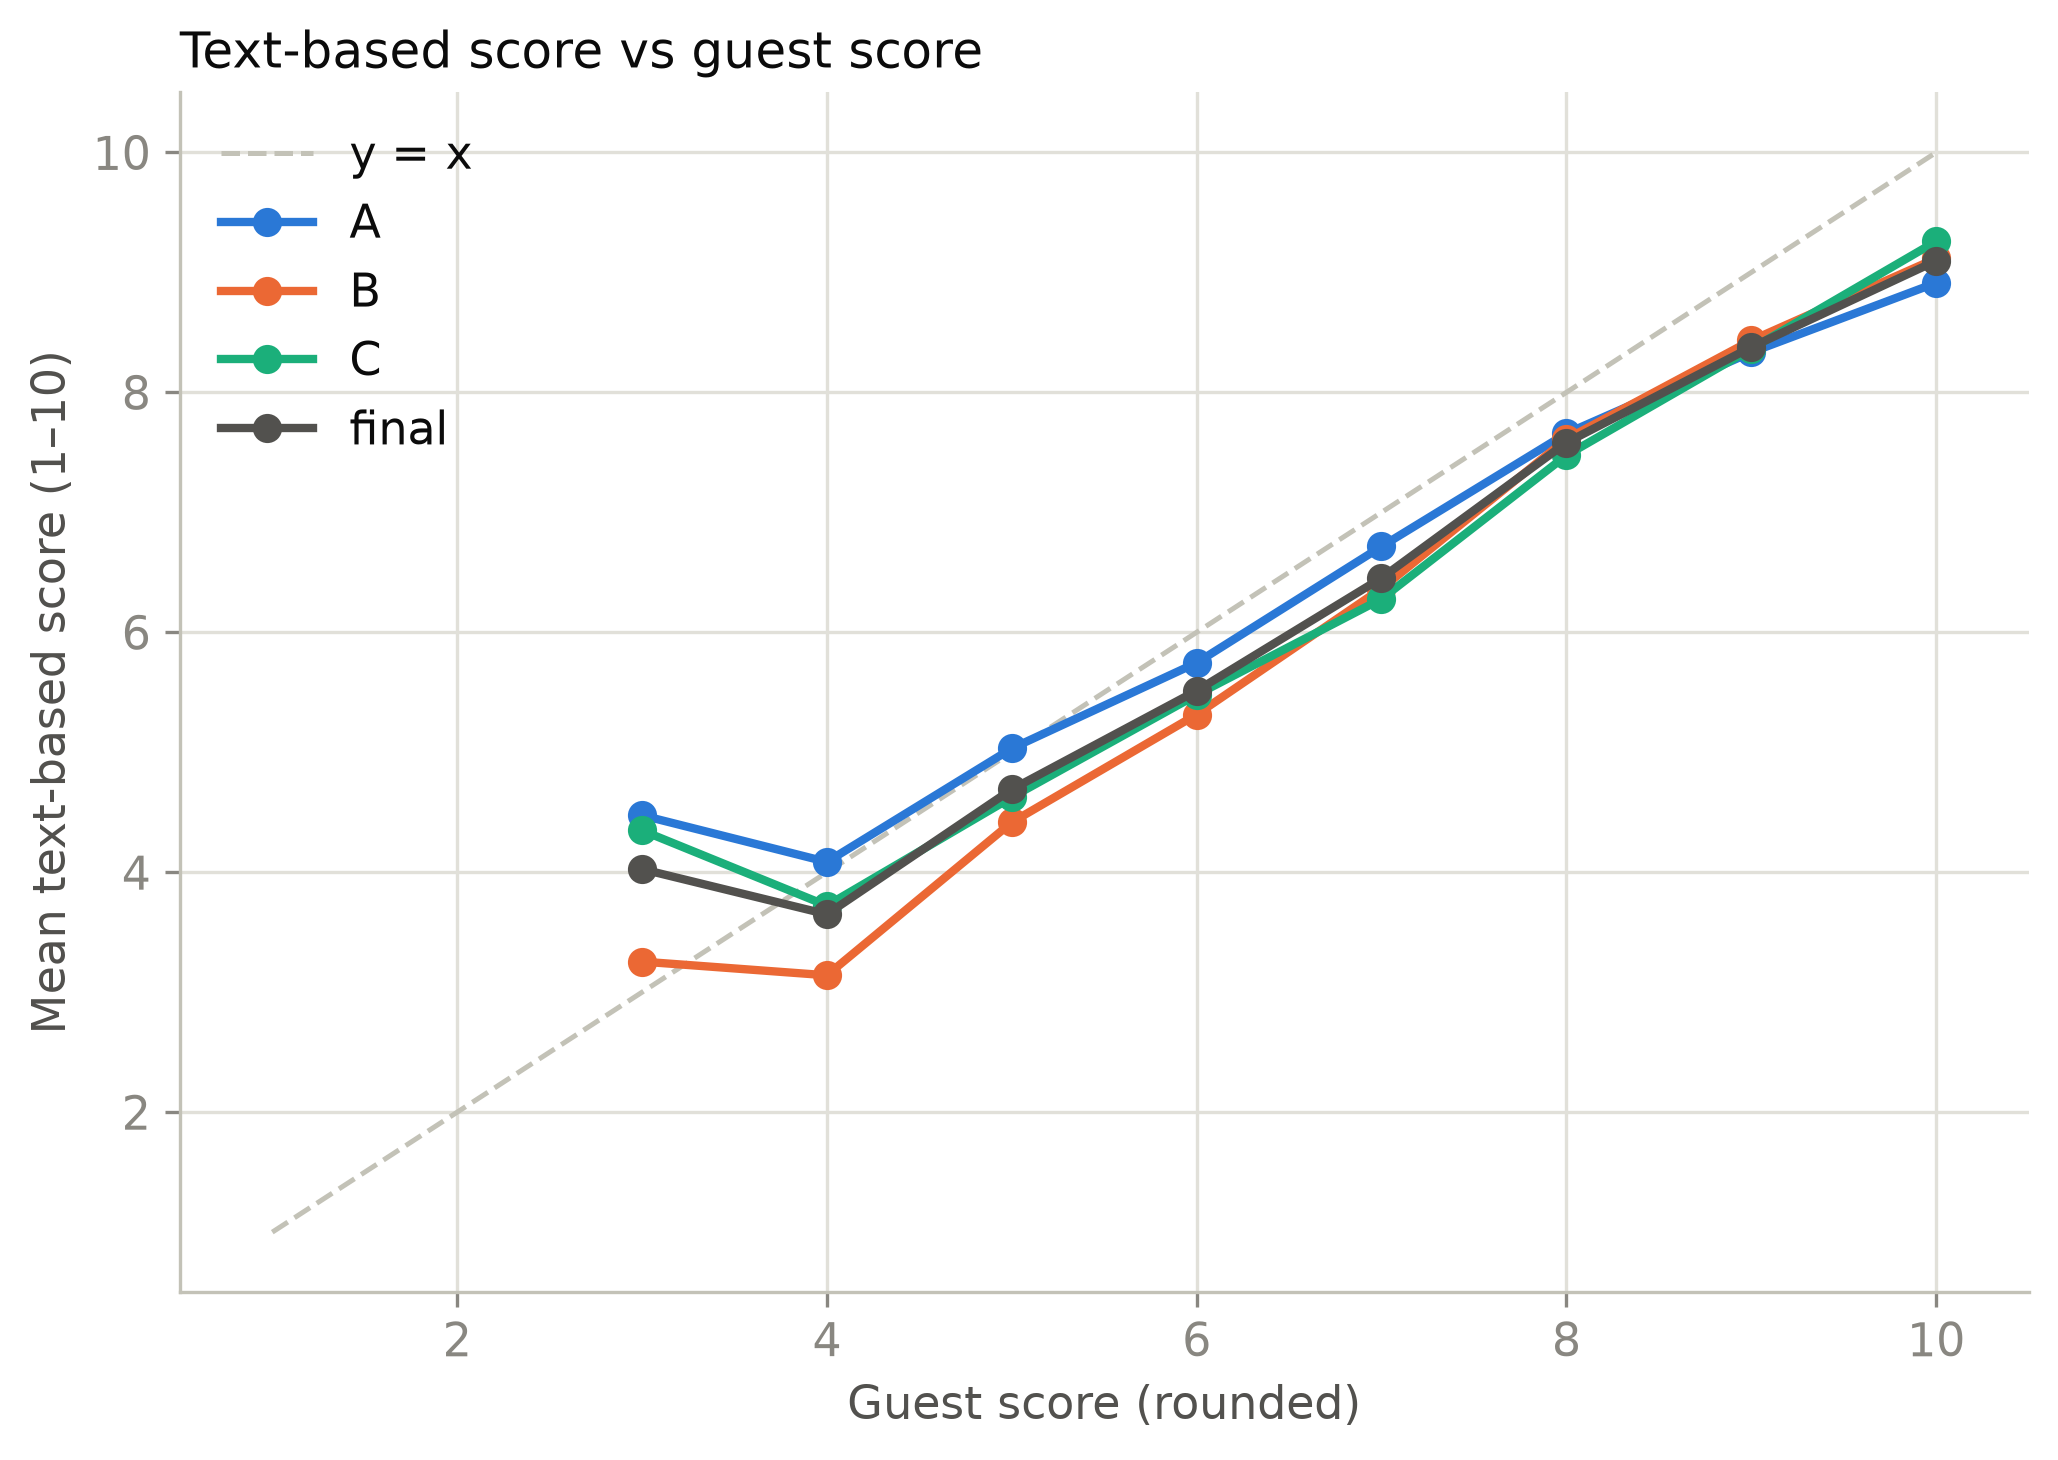 Text-based score vs guest score
y = x
A
B
C
final
Mean text-based score (1–10)
10
8
6
4
2
2 4 6 8 10
Guest score (rounded)